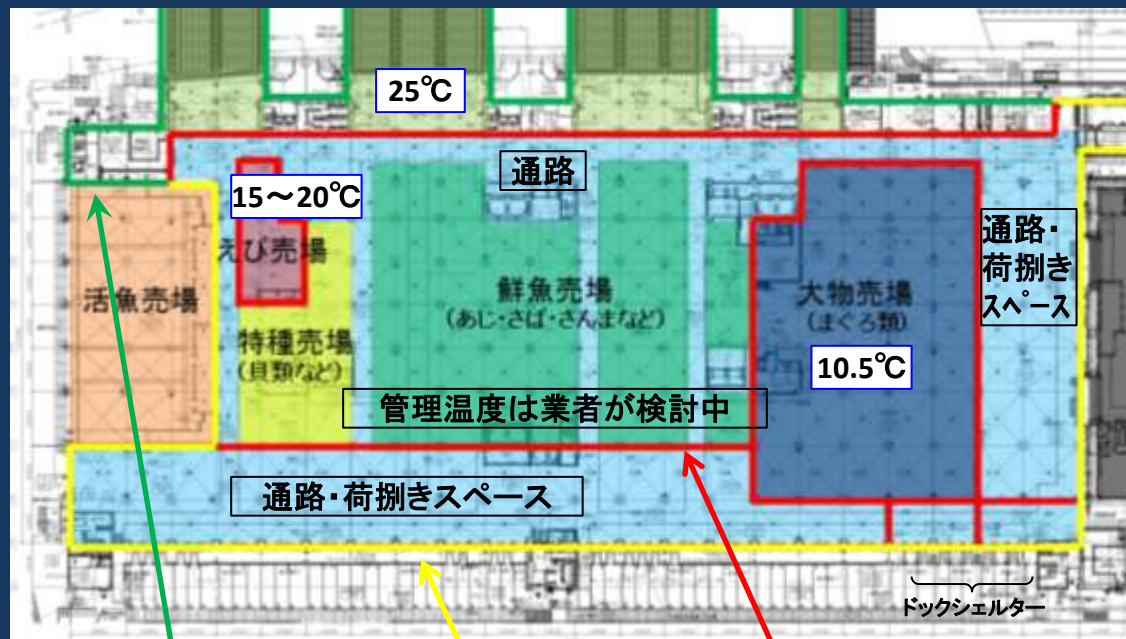 25℃
通路
15～20℃
えび売場
活魚売場
特種売場
(貝類など)
鮮魚売場
(あじ・さば・さんまなど)
大物売場
(まぐろ類)
10.5℃
通路・
荷捌き
スペース
管理温度は業者が検討中
通路・荷捌きスペース
ドックシェルター